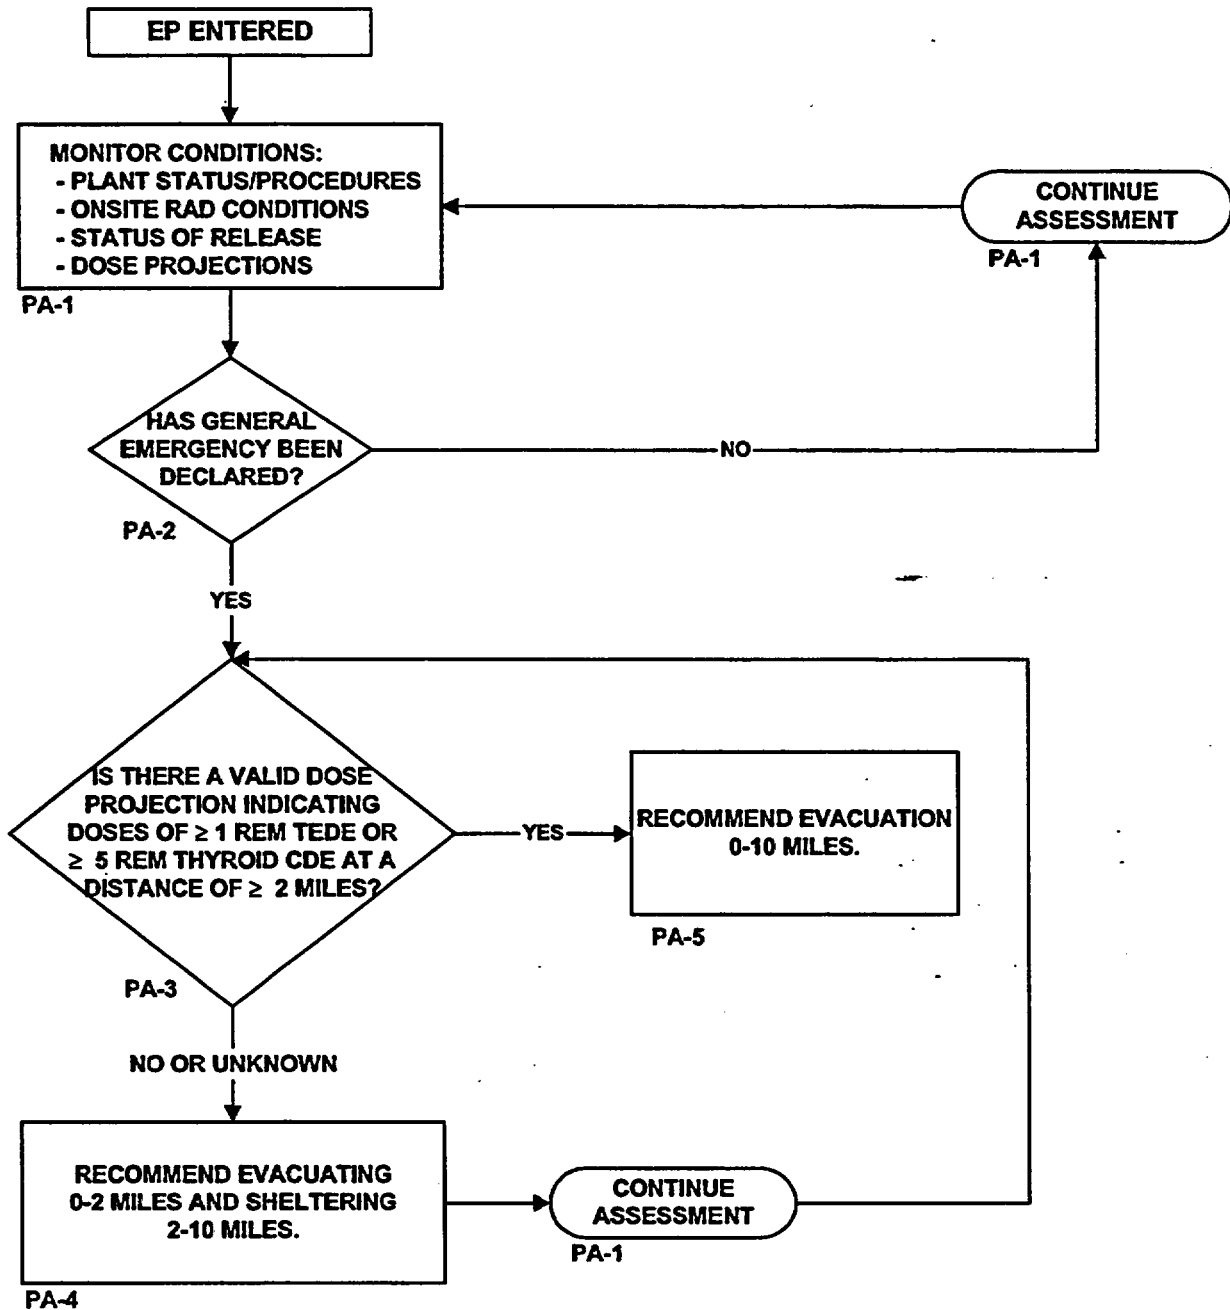 EP ENTERED
MONITOR CONDITIONS:
- PLANT STATUS/PROCEDURES
- ONSITE RAD CONDITIONS
- STATUS OF RELEASE
- DOSE PROJECTIONS
PA-1
CONTINUE
ASSESSMENT
PA-1
HAS GENERAL
EMERGENCY BEEN
DECLARED?
PA-2
NO
YES
IS THERE A VALID DOSE
PROJECTION INDICATING
DOSES OF ≥ 1 REM TEDE OR
≥ 5 REM THYROID CDE AT A
DISTANCE OF ≥ 2 MILES?
PA-3
YES
RECOMMEND EVACUATION
0-10 MILES.
PA-5
NO OR UNKNOWN
RECOMMEND EVACUATING
0-2 MILES AND SHELTERING
2-10 MILES.
PA-4
CONTINUE
ASSESSMENT
PA-1